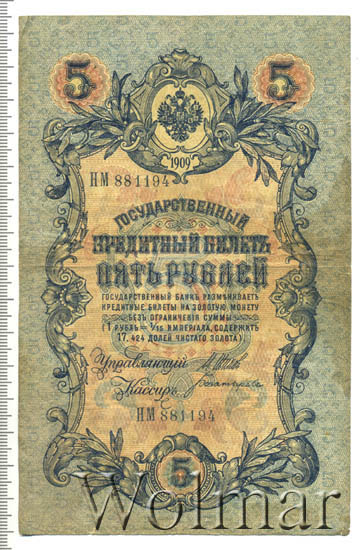 5 5
1909
НМ 881194
ГОСУДАРСТВЕННЫЙ
КРЕДИТНЫЙ БИЛЕТЪ
ПЯТЬ РУБЛЕЙ
ГОСУДАРСТВЕННЫЙ БАНКЪ РАЗМѢНИВАЕТЪ
КРЕДИТНЫЕ БИЛЕТЫ НА ЗОЛОТУЮ МОНЕТУ
БЕЗЪ ОГРАНИЧЕНІЯ СУММЫ
(1 РУБЛЬ = 1/15 ИМПЕРІАЛА, СОДЕРЖИТЪ
17,424 ДОЛЕЙ ЧИСТАГО ЗОЛОТА)
Управляющій
Кассиръ
НМ 881194
5
Wolmar